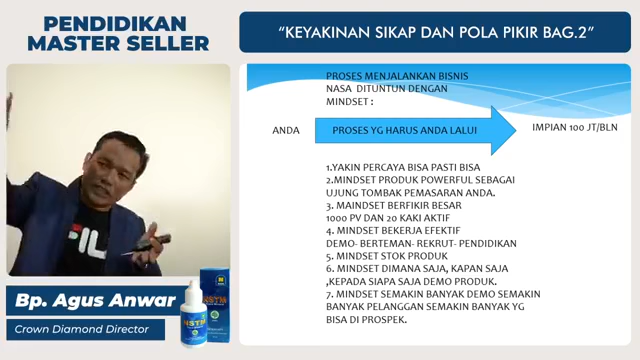 PENDIDIKAN
MASTER SELLER
“KEYAKINAN SIKAP DAN POLA PIKIR BAG.2”
PROSES MENJALANKAN BISNIS
NASA DITUNTUN DENGAN
MINDSET :
ANDA
PROSES YG HARUS ANDA LALUI
IMPIAN 100 JT/BLN
1.YAKIN PERCAYA BISA PASTI BISA
2.MINDSET PRODUK POWERFUL SEBAGAI
UJUNG TOMBAK PEMASARAN ANDA.
3. MAINDSET BERFIKIR BESAR
1000 PV DAN 20 KAKI AKTIF
4. MINDSET BEKERJA EFEKTIF
DEMO- BERTEMAN- REKRUT- PENDIDIKAN
5. MINDSET STOK PRODUK
6. MINDSET DIMANA SAJA, KAPAN SAJA
,KEPADA SIAPA SAJA DEMO PRODUK.
7. MINDSET SEMAKIN BANYAK DEMO SEMAKIN
BANYAK PELANGGAN SEMAKIN BANYAK YG
BISA DI PROSPEK.
FIL
Bp. Agus Anwar
Crown Diamond Director